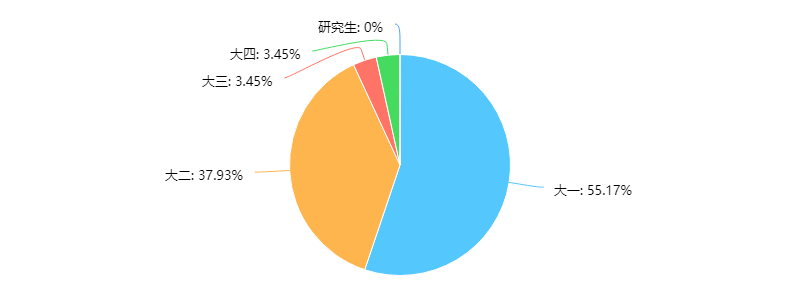 研究生: 0%
大四: 3.45%
大三: 3.45%
大二: 37.93%
大一: 55.17%